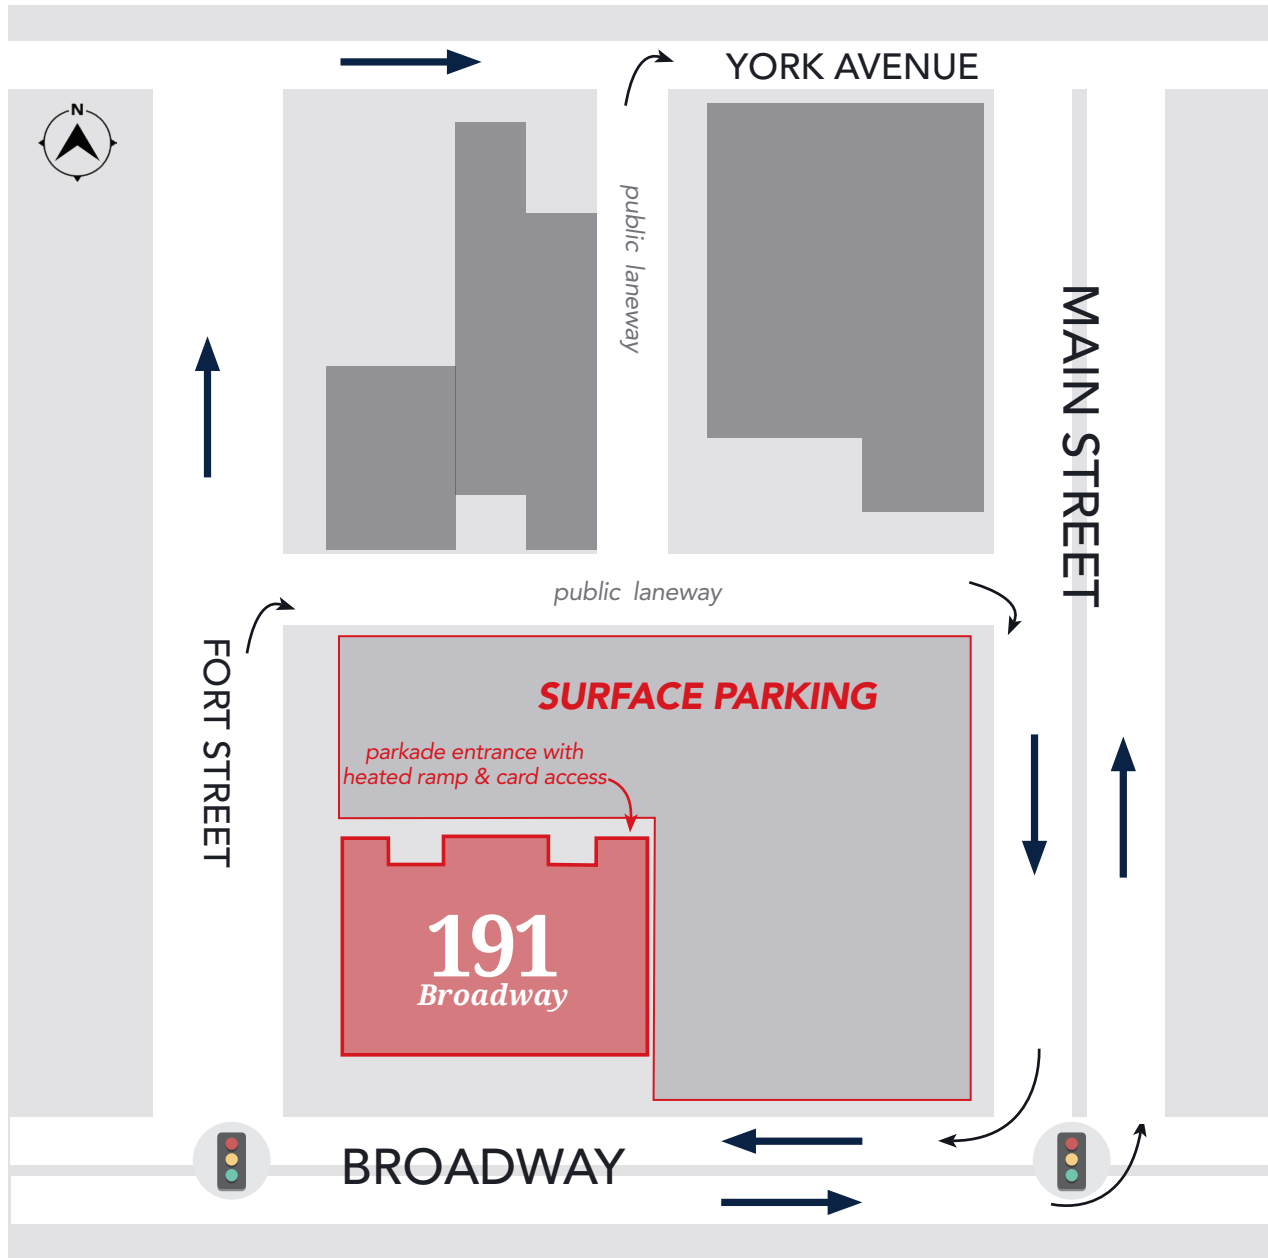 YORK AVENUE
N
public laneway
MAIN STREET
public laneway
FORT STREET
SURFACE PARKING
parkade entrance with
heated ramp & card access
191
Broadway
BROADWAY